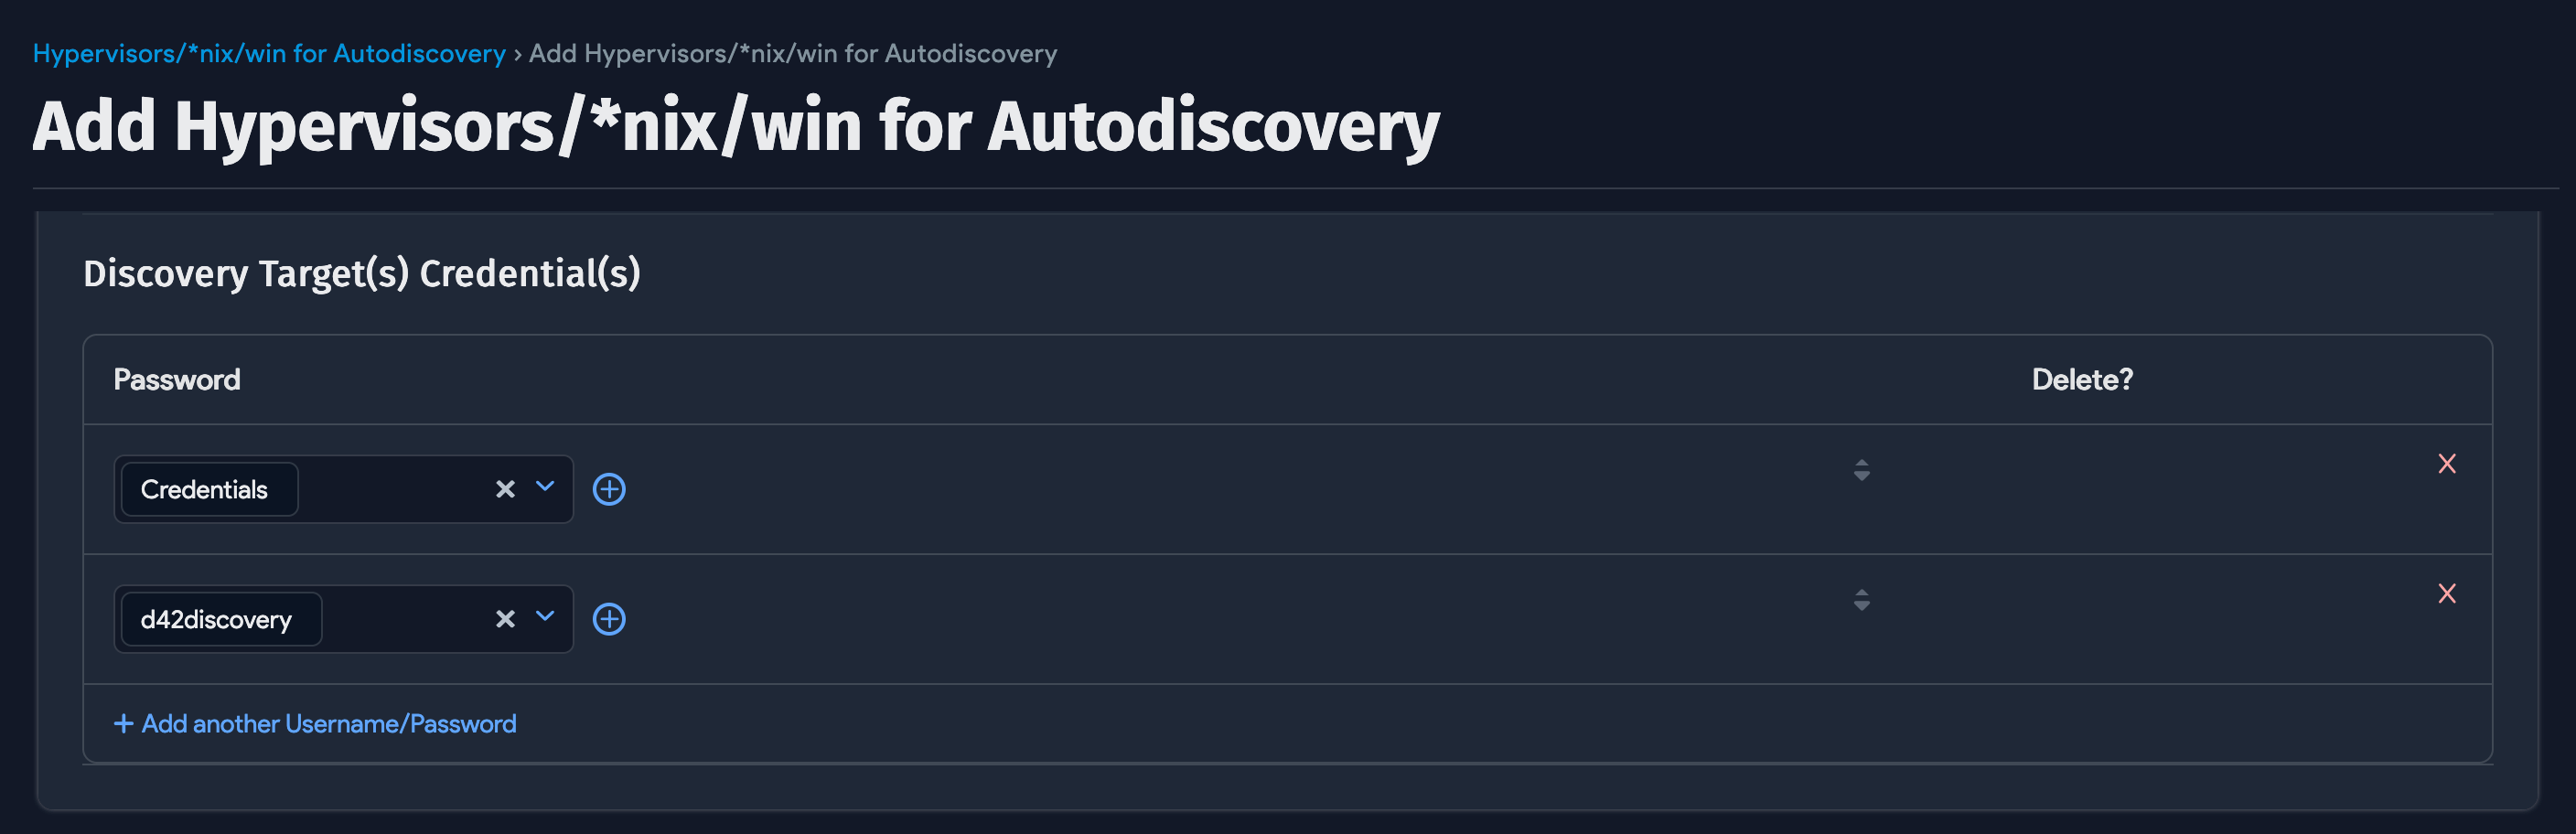 Hypervisors/*nix/win for Autodiscovery › Add Hypervisors/*nix/win for Autodiscovery
Add Hypervisors/*nix/win for Autodiscovery
Discovery Target(s) Credential(s)
Password Delete?
Credentials
d42discovery
+ Add another Username/Password